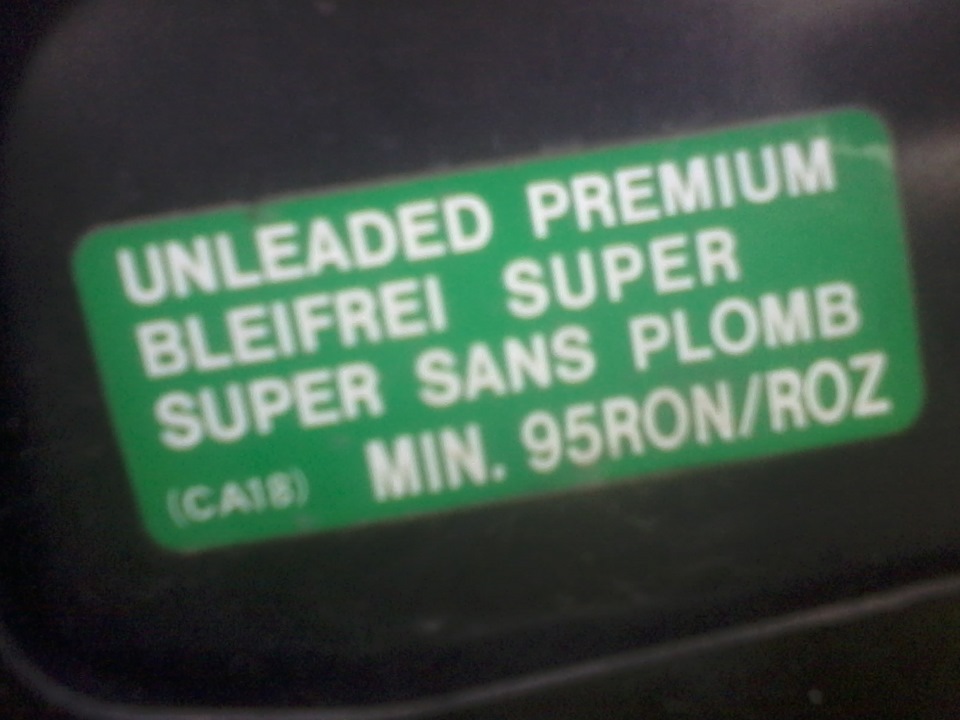 UNLEADED PREMIUM
BLEIFREI SUPER
SUPER SANS PLOMB
MIN. 95RON/ROZ
(CA18)